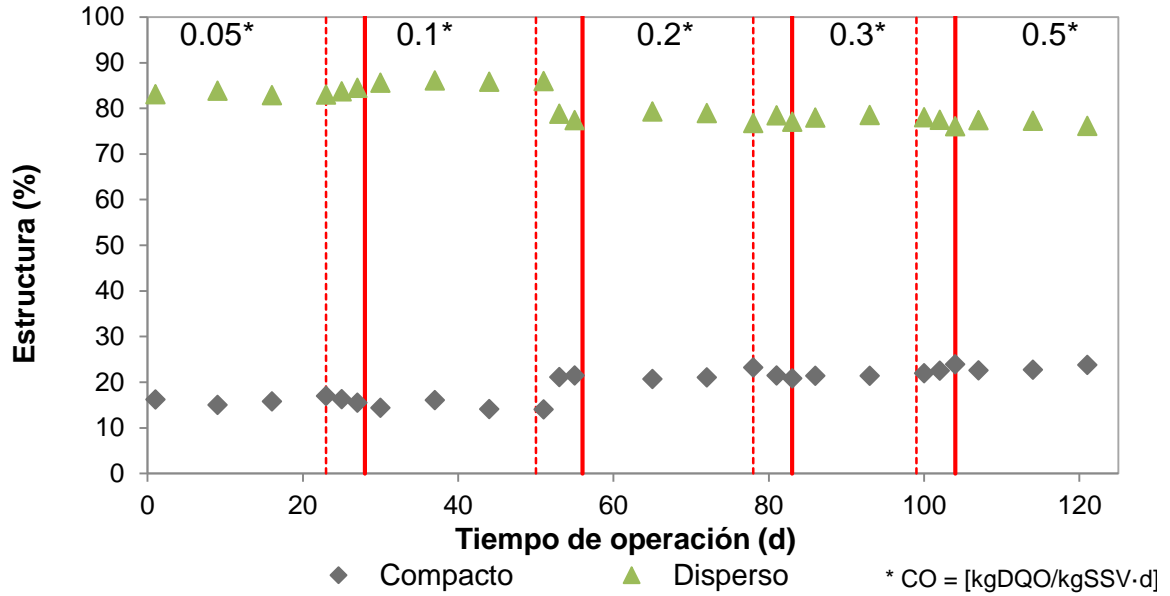 0.05* 0.1* 0.2* 0.3* 0.5*
100
90
80
70
60
50
40
30
20
10
0
Estructura (%)
0 20 40 60 80 100 120
Tiempo de operación (d)
Compacto Disperso * CO = [kgDQO/kgSSV·d]